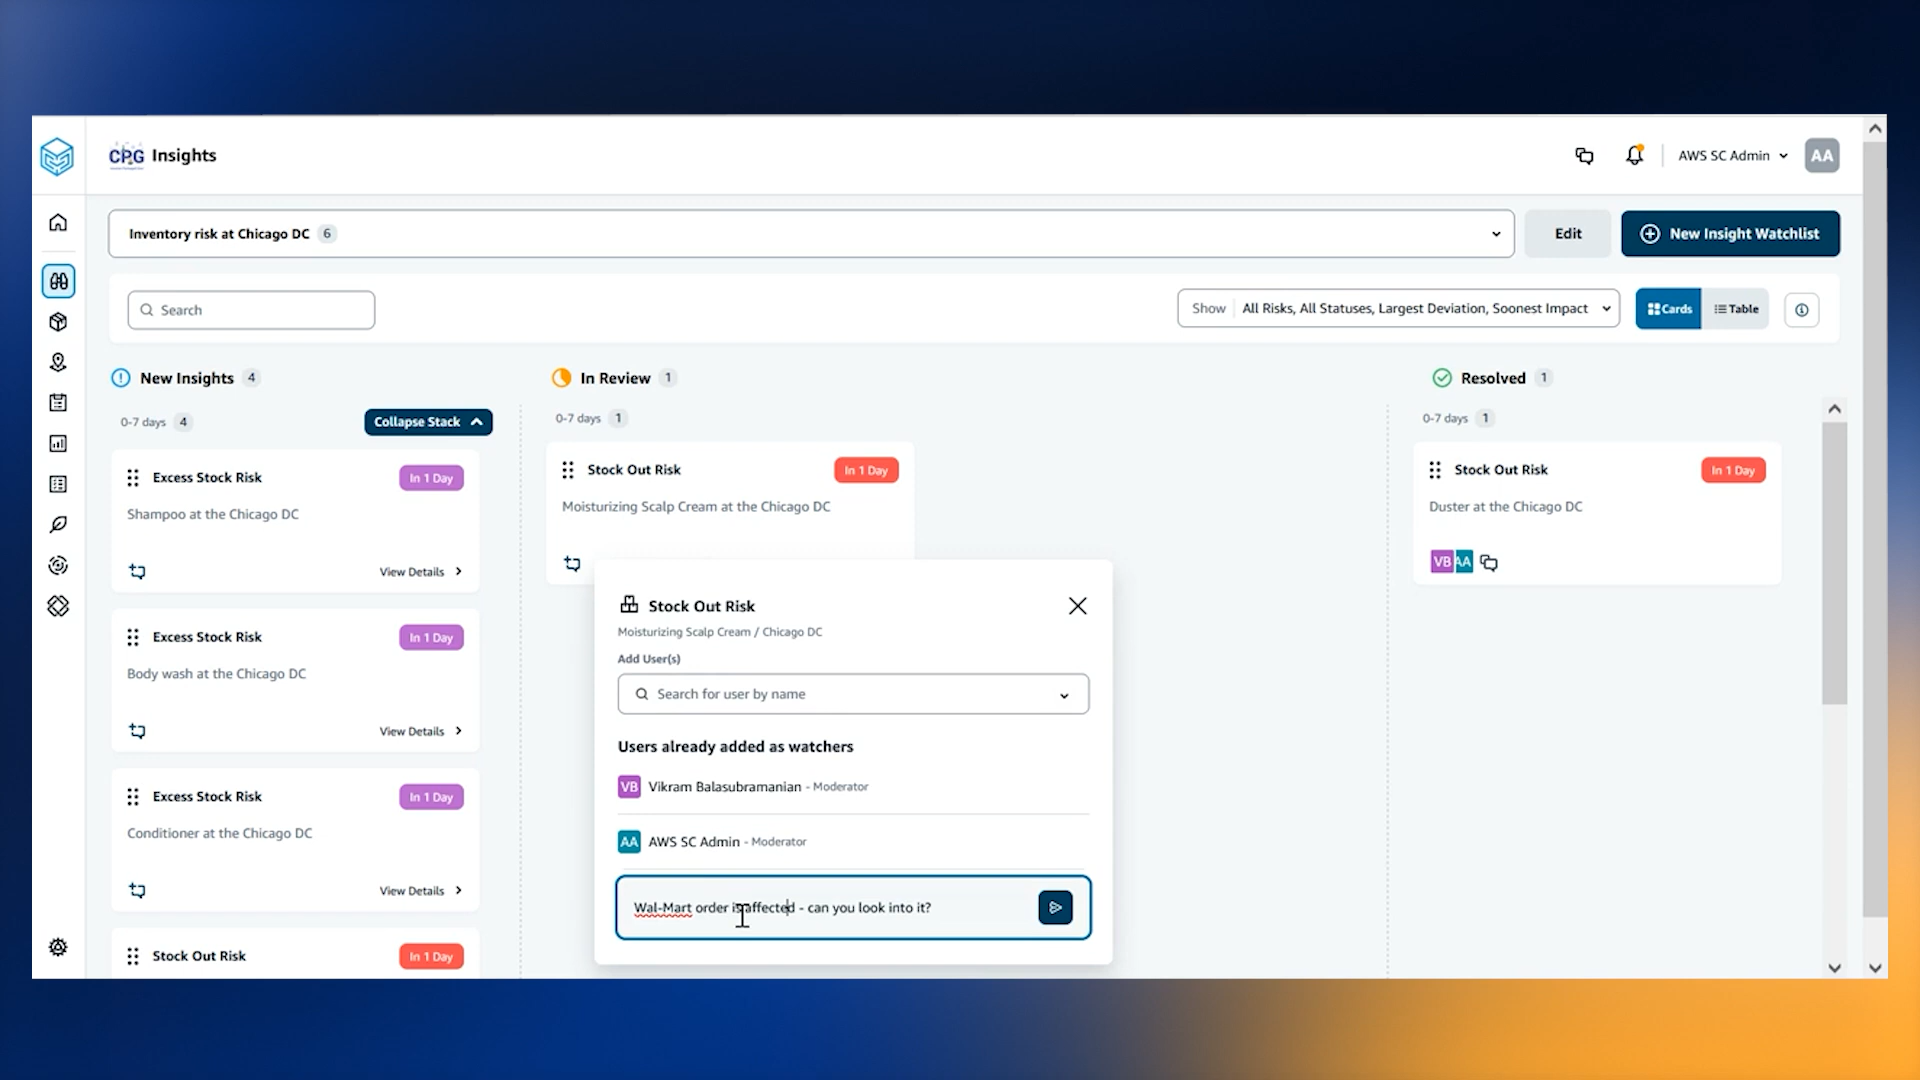 CPG Insights
AWS SC Admin
AA
Inventory risk at Chicago DC 6
Edit
New Insight Watchlist
Search
Show All Risks, All Statuses, Largest Deviation, Soonest Impact
Cards
Table
New Insights 4
0-7 days 4
Collapse Stack
Excess Stock Risk
In 1 Day
Shampoo at the Chicago DC
View Details
Excess Stock Risk
In 1 Day
Body wash at the Chicago DC
View Details
Excess Stock Risk
In 1 Day
Conditioner at the Chicago DC
View Details
Stock Out Risk
In 1 Day
In Review 1
0-7 days 1
Stock Out Risk
In 1 Day
Moisturizing Scalp Cream at the Chicago DC
Stock Out Risk
Moisturizing Scalp Cream / Chicago DC
Add User(s)
Search for user by name
Users already added as watchers
VB Vikram Balasubramanian - Moderator
AA AWS SC Admin - Moderator
Wal-Mart order is affected - can you look into it?
Resolved 1
0-7 days 1
Stock Out Risk
In 1 Day
Duster at the Chicago DC
VB AA